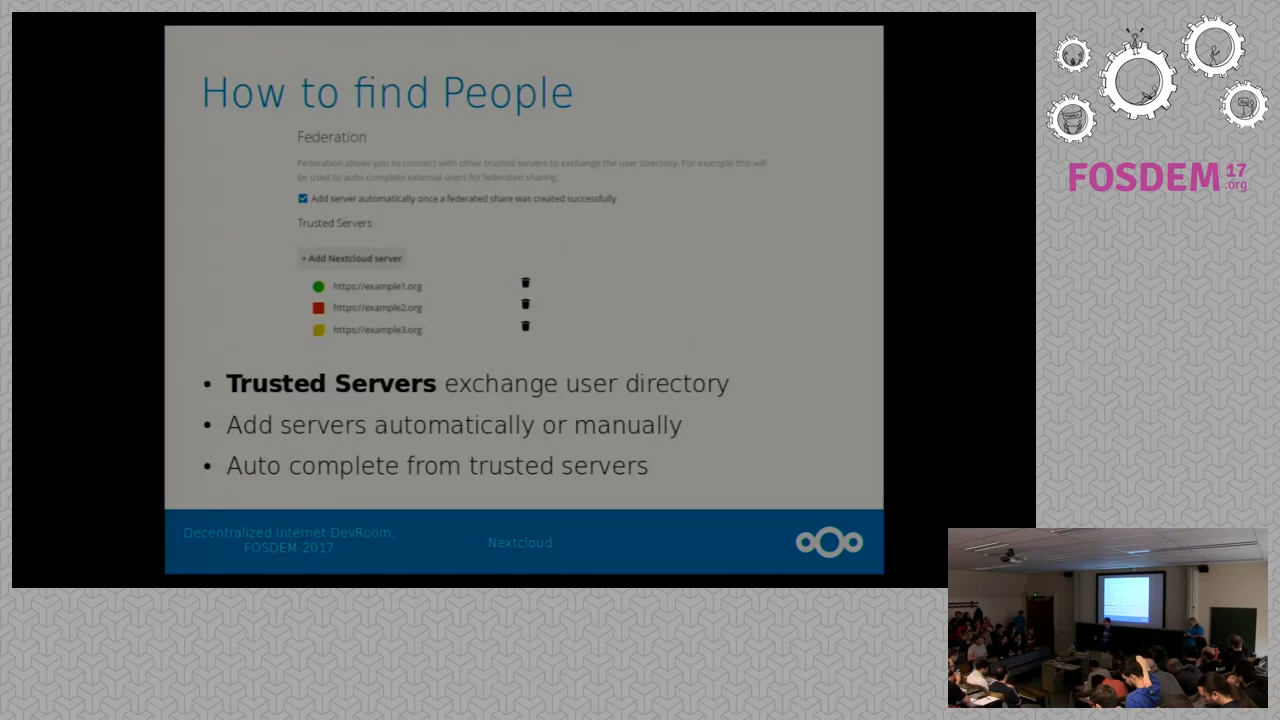 How to find People
Federation
Federation allows you to connect with other trusted servers to exchange the user directory. For example this will
be used to auto-complete external users for federated sharing.
Add server automatically once a federated share was created successfully
Trusted Servers
+ Add Nextcloud server
https://example1.org
https://example2.org
https://example3.org
• Trusted Servers exchange user directory
• Add servers automatically or manually
• Auto complete from trusted servers
Decentralized Internet DevRoom,
FOSDEM 2017
Nextcloud
FOSDEM 17
.org